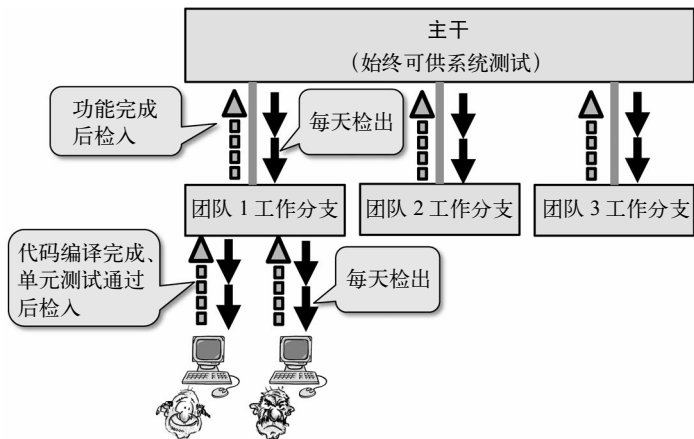 主干
（始终可供系统测试）
功能完成
后检入
每天检出
团队 1 工作分支
团队 2 工作分支
团队 3 工作分支
代码编译完成、
单元测试通过
后检入
每天检出